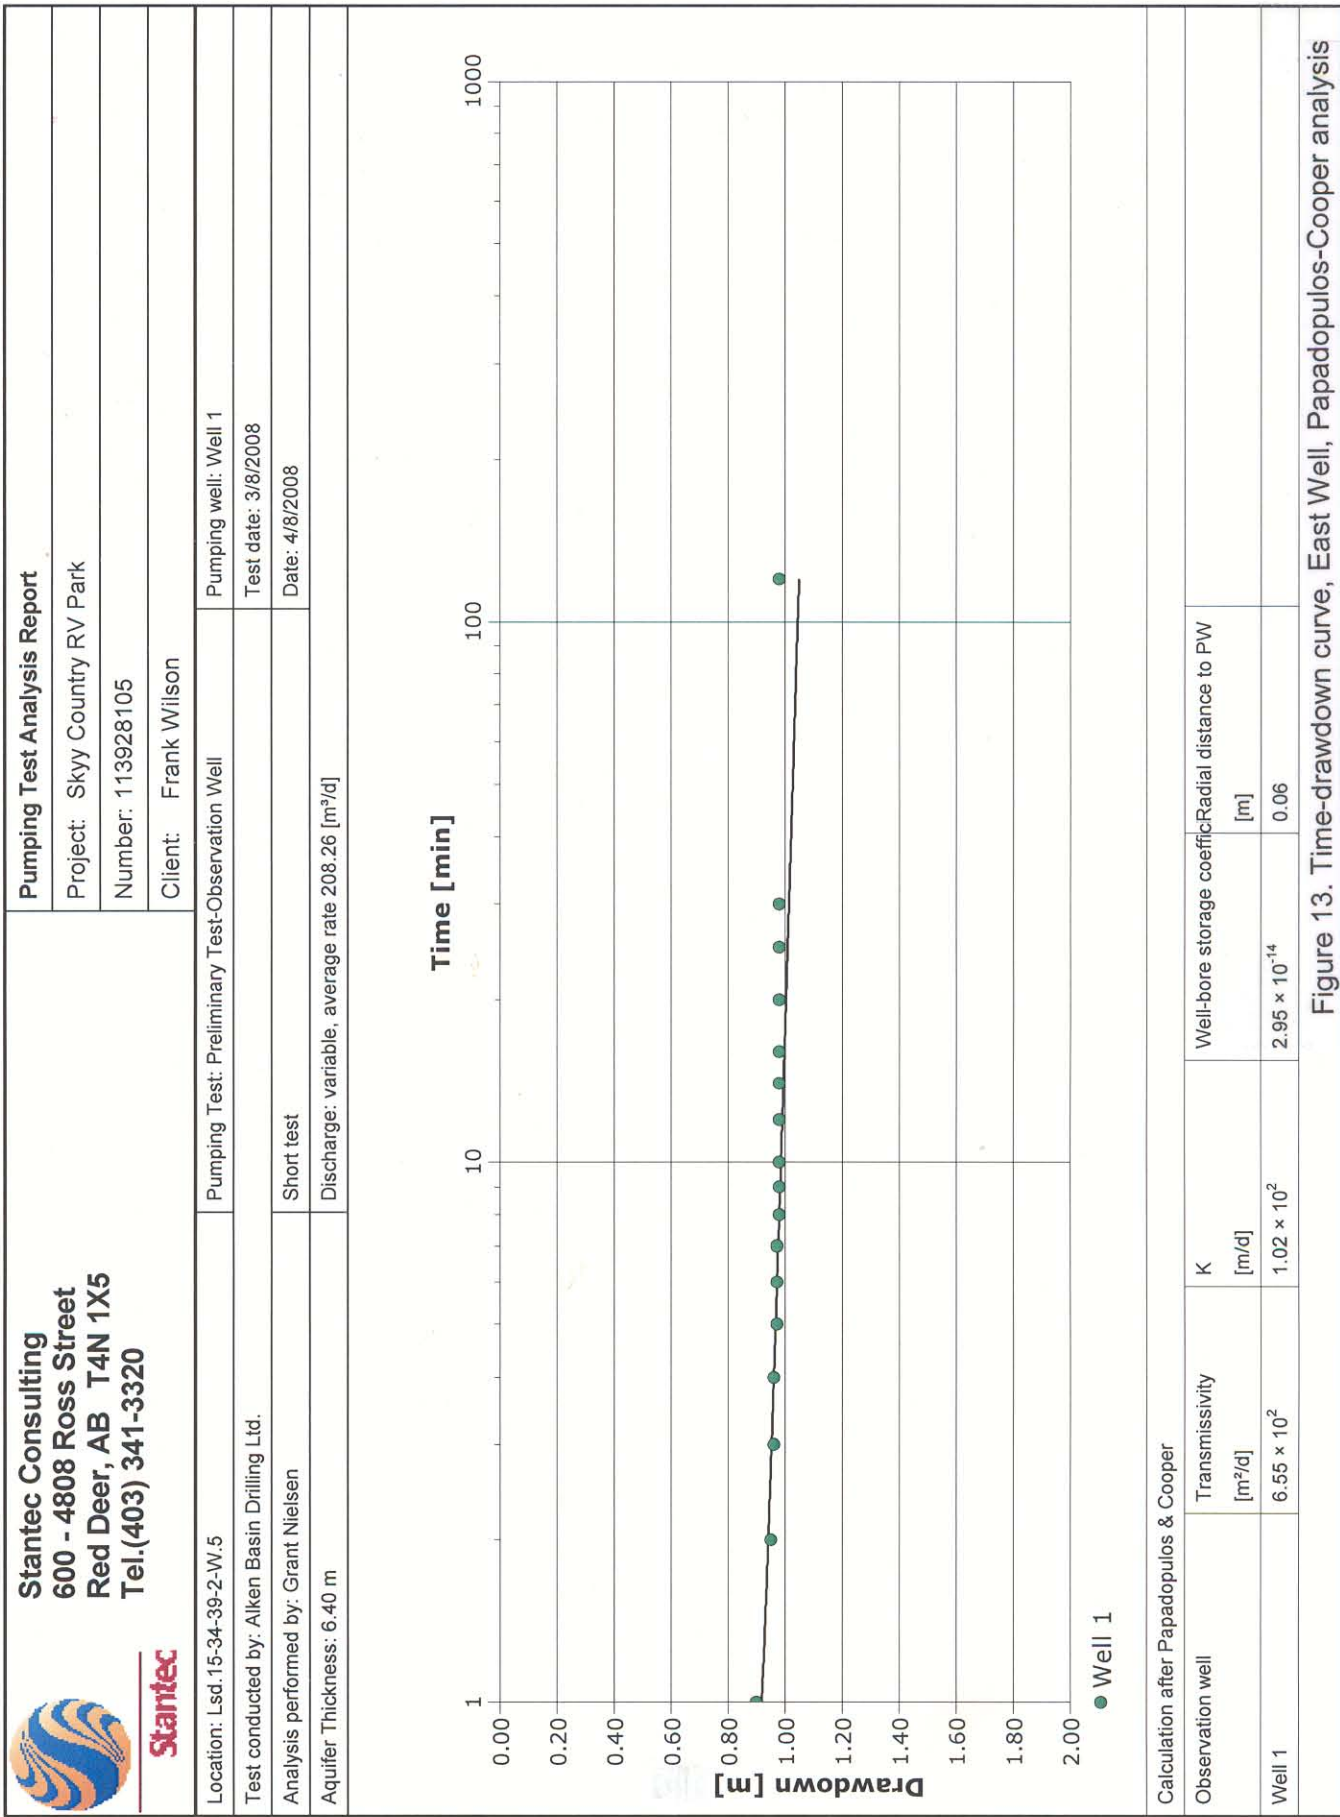 Stantec Consulting
600 - 4808 Ross Street
Red Deer, AB T4N 1X5
Tel.(403) 341-3320
Stantec
Pumping Test Analysis Report
Project: Skyy Country RV Park
Number: 113928105
Client: Frank Wilson
Location: Lsd.15-34-39-2-W.5
Pumping Test: Preliminary Test-Observation Well
Pumping well: Well 1
Test conducted by: Alken Basin Drilling Ltd.
Test date: 3/8/2008
Analysis performed by: Grant Nielsen
Short test
Date: 4/8/2008
Aquifer Thickness: 6.40 m
Discharge: variable, average rate 208.26 [m³/d]
Time [min]
1 10 100 1000
0.00
0.20
0.40
0.60
0.80
1.00
1.20
1.40
1.60
1.80
2.00
Drawdown [m]
Well 1
Calculation after Papadopulos & Cooper
Observation well Transmissivity K Well-bore storage coefficiRadial distance to PW
[m²/d] [m/d] [m]
Well 1 6.55 × 10² 1.02 × 10² 2.95 × 10⁻¹⁴ 0.06
Figure 13. Time-drawdown curve, East Well, Papadopulos-Cooper analysis